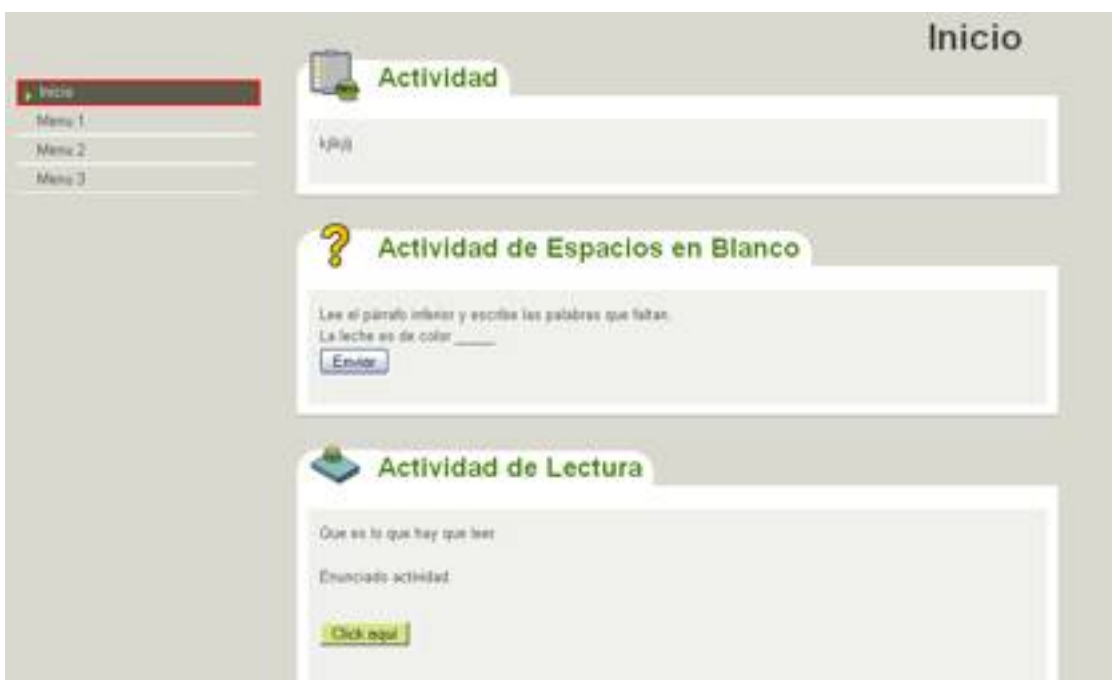 Inicio
Inicio
Menu 1
Menu 2
Menu 3
Actividad
Actividad de Espacios en Blanco
Lee el párrafo inferior y escribe las palabras que faltan.
La leche es de color _____
Enviar
Actividad de Lectura
Que es lo que hay que leer
Enunciado actividad
Click aquí